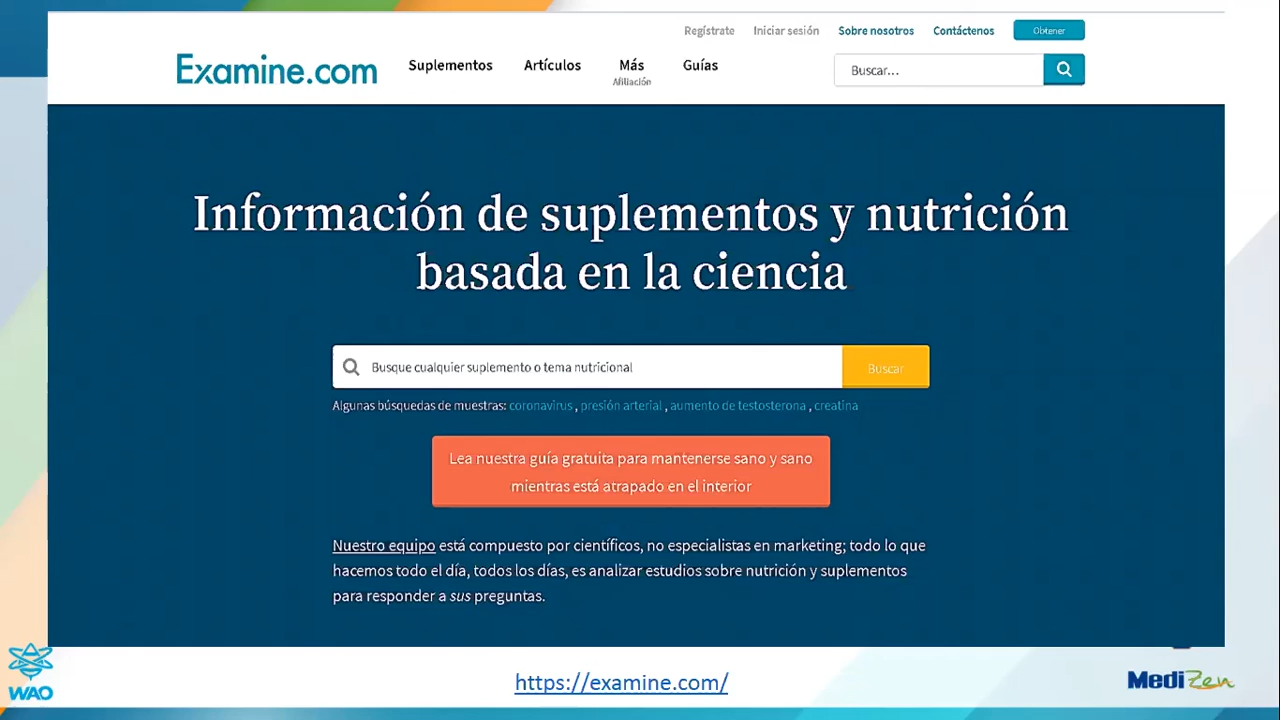 Regístrate Iniciar sesión Sobre nosotros Contáctenos Obtener
Examine.com Suplementos Artículos Más Guías Buscar...
Afiliación
Información de suplementos y nutrición
basada en la ciencia
Busque cualquier suplemento o tema nutricional Buscar
Algunas búsquedas de muestras: coronavirus , presión arterial , aumento de testosterona , creatina
Lea nuestra guía gratuita para mantenerse sano y sano
mientras está atrapado en el interior
Nuestro equipo está compuesto por científicos, no especialistas en marketing; todo lo que
hacemos todo el día, todos los días, es analizar estudios sobre nutrición y suplementos
para responder a sus preguntas.
WAO
https://examine.com/
MediZen